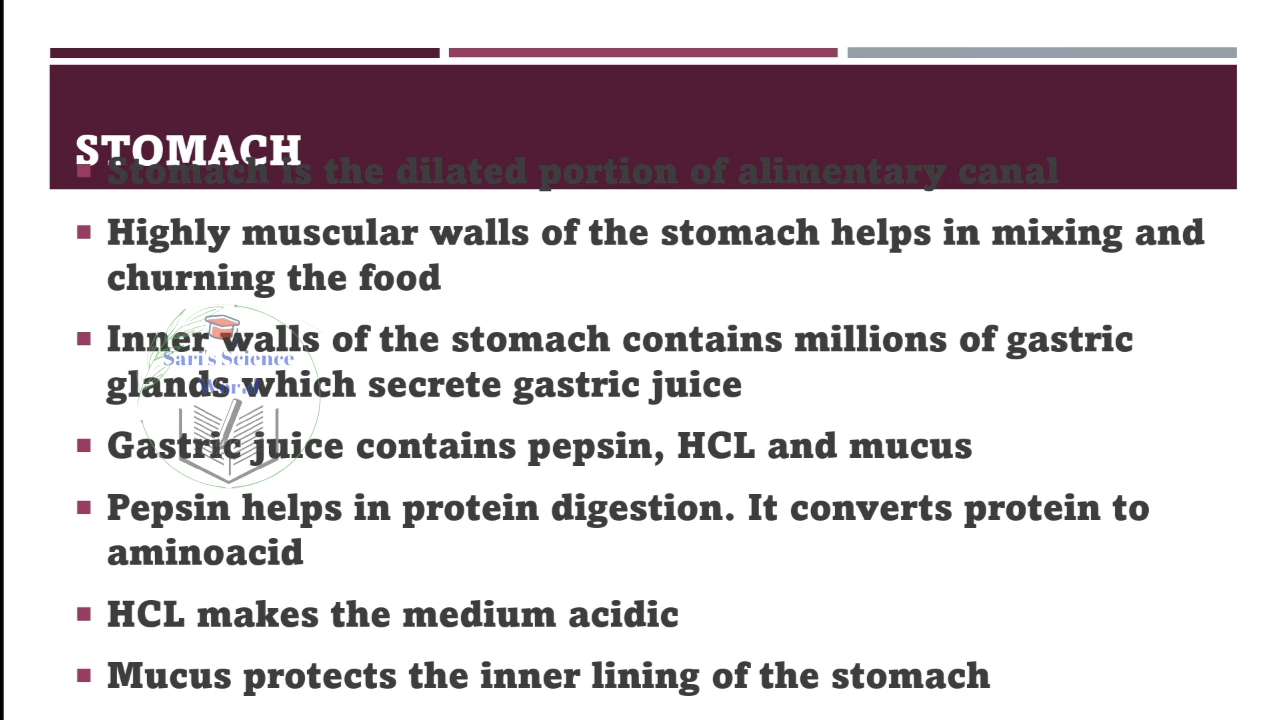 STOMACH
Stomach is the dilated portion of alimentary canal
Highly muscular walls of the stomach helps in mixing and
churning the food
Inner walls of the stomach contains millions of gastric
glands which secrete gastric juice
Sari's Science
Gastric juice contains pepsin, HCL and mucus
Pepsin helps in protein digestion. It converts protein to
aminoacid
HCL makes the medium acidic
Mucus protects the inner lining of the stomach